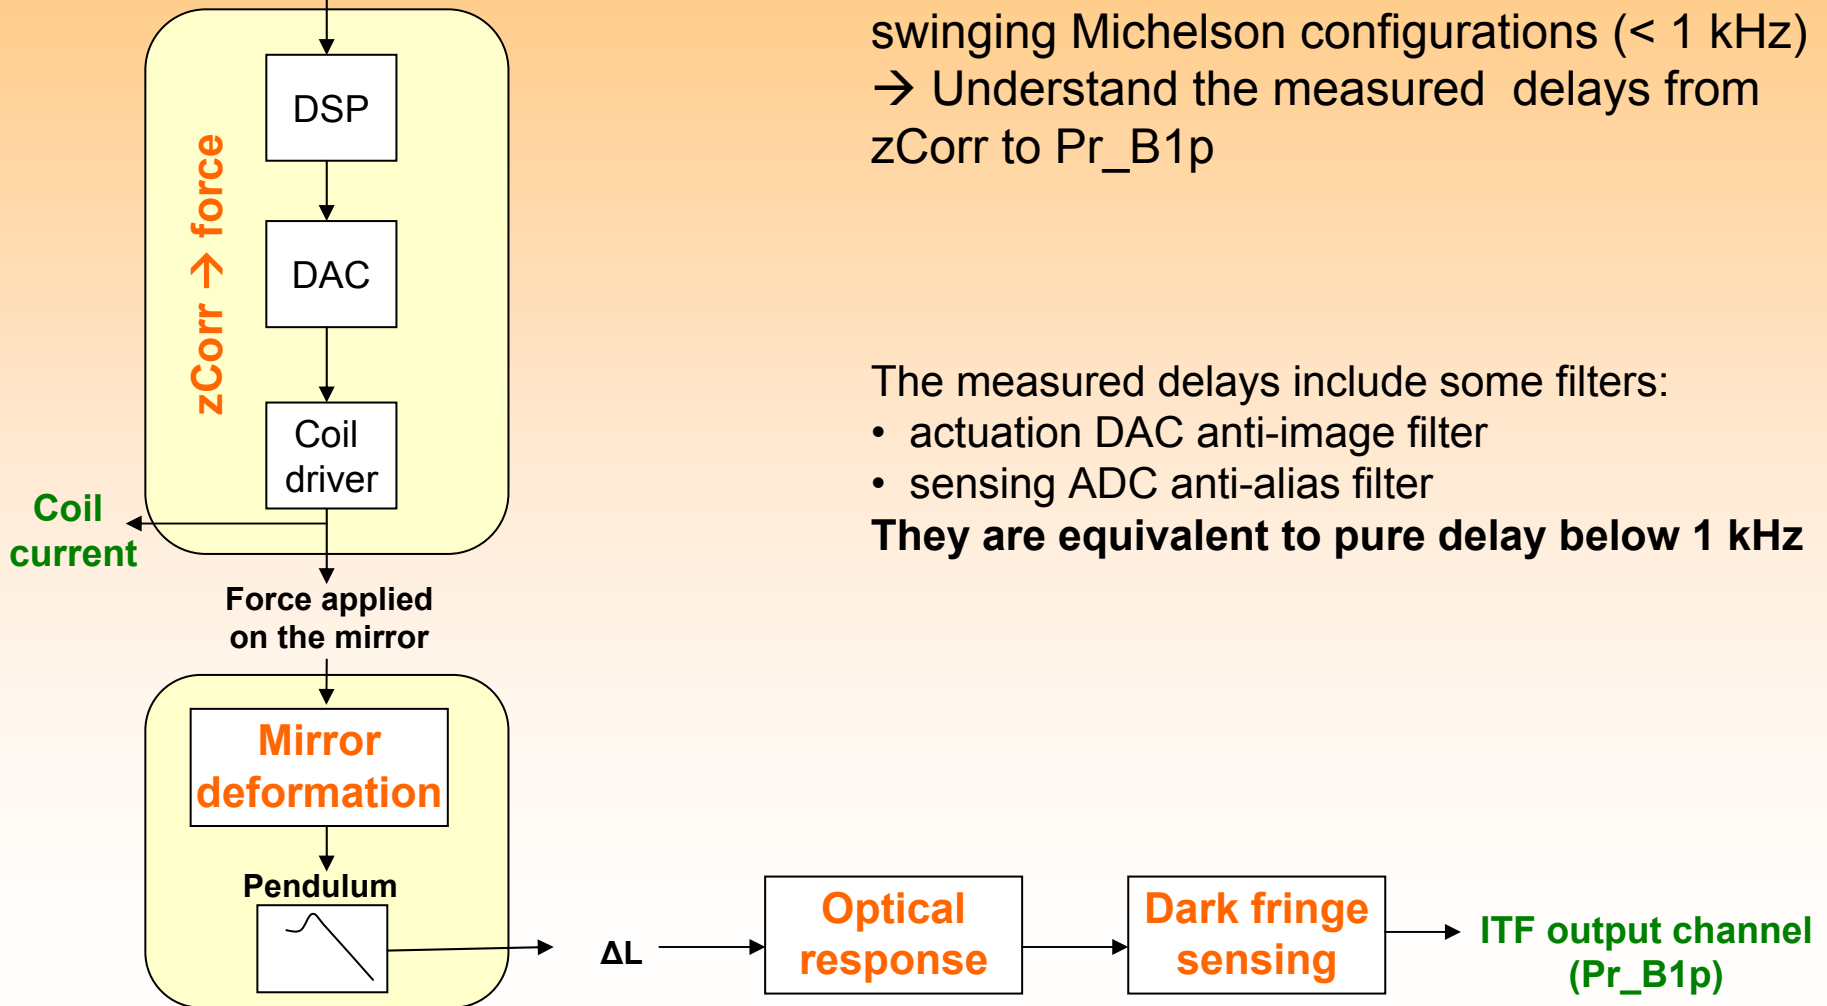 swinging Michelson configurations (< 1 kHz)
→ Understand the measured delays from
zCorr to Pr_B1p
DSP
zCorr → force
DAC
Coil
driver
Coil
current
The measured delays include some filters:
• actuation DAC anti-image filter
• sensing ADC anti-alias filter
They are equivalent to pure delay below 1 kHz
Force applied
on the mirror
Mirror
deformation
Pendulum
ΔL
Optical
response
Dark fringe
sensing
ITF output channel
(Pr_B1p)